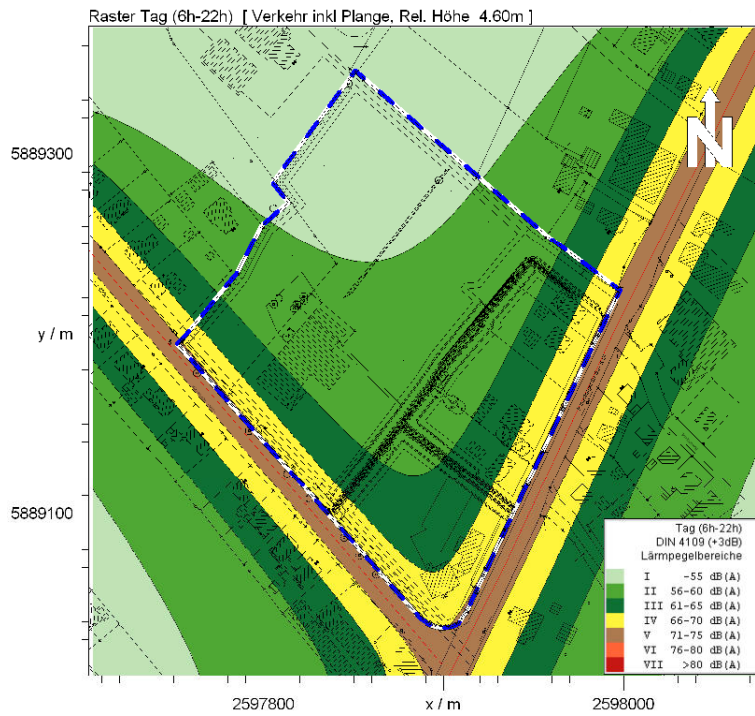 Raster Tag (6h-22h) [ Verkehr inkl Plange, Rel. Höhe 4.60m ]
N
5889300
y / m
5889100
Tag (6h-22h)
DIN 4109 (+3dB)
Lärmpegelbereiche
I -55 dB(A)
II 56-60 dB(A)
III 61-65 dB(A)
IV 66-70 dB(A)
V 71-75 dB(A)
VI 76-80 dB(A)
VII >80 dB(A)
2597800 x / m 2598000